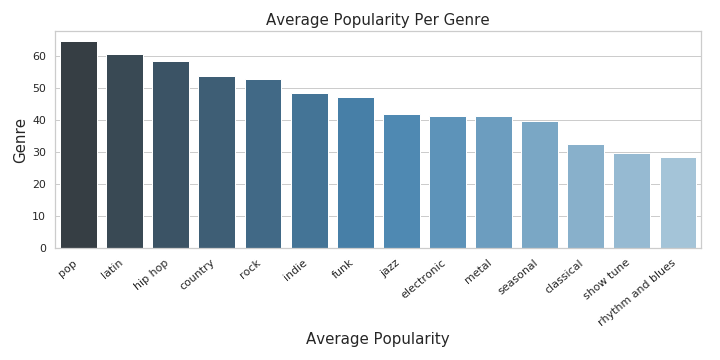 Average Popularity Per Genre
Genre
60
50
40
30
20
10
0
pop
latin
hip hop
country
rock
indie
funk
jazz
electronic
metal
seasonal
classical
show tune
rhythm and blues
Average Popularity